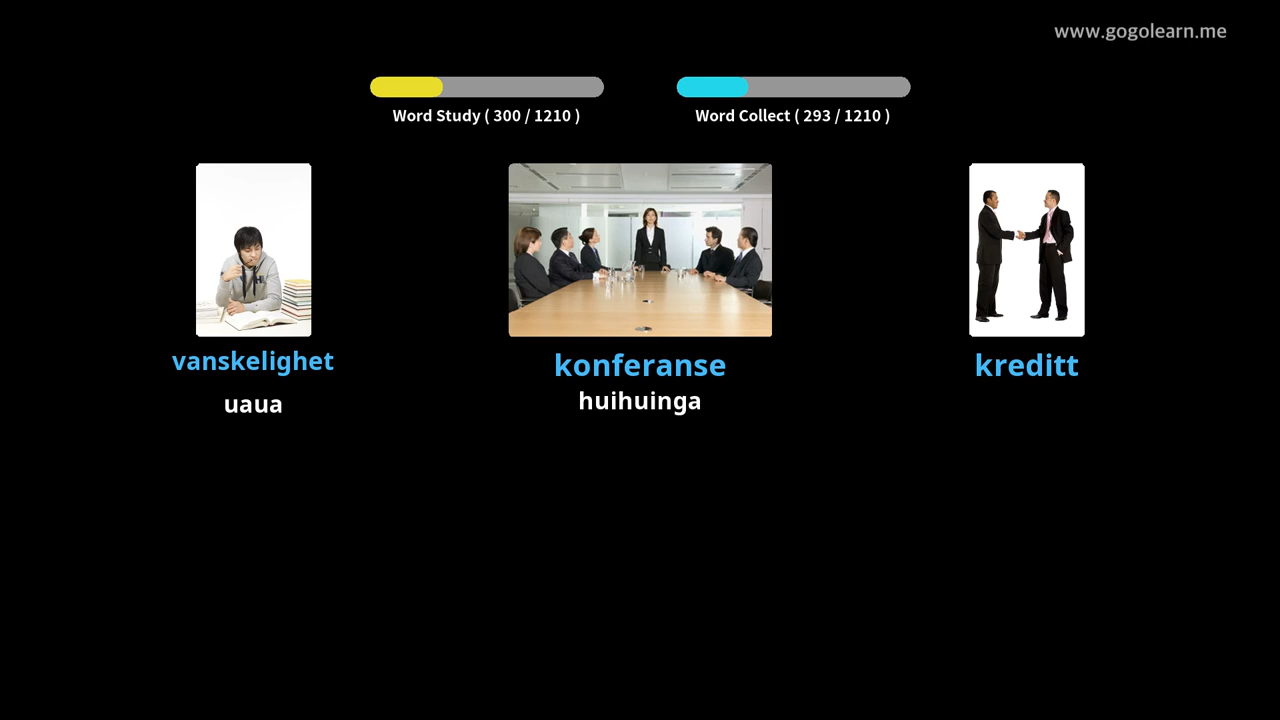 www.gogolearn.me
Word Study ( 300 / 1210 )
Word Collect ( 293 / 1210 )
vanskelighet
uaua
konferanse
huihuinga
kreditt